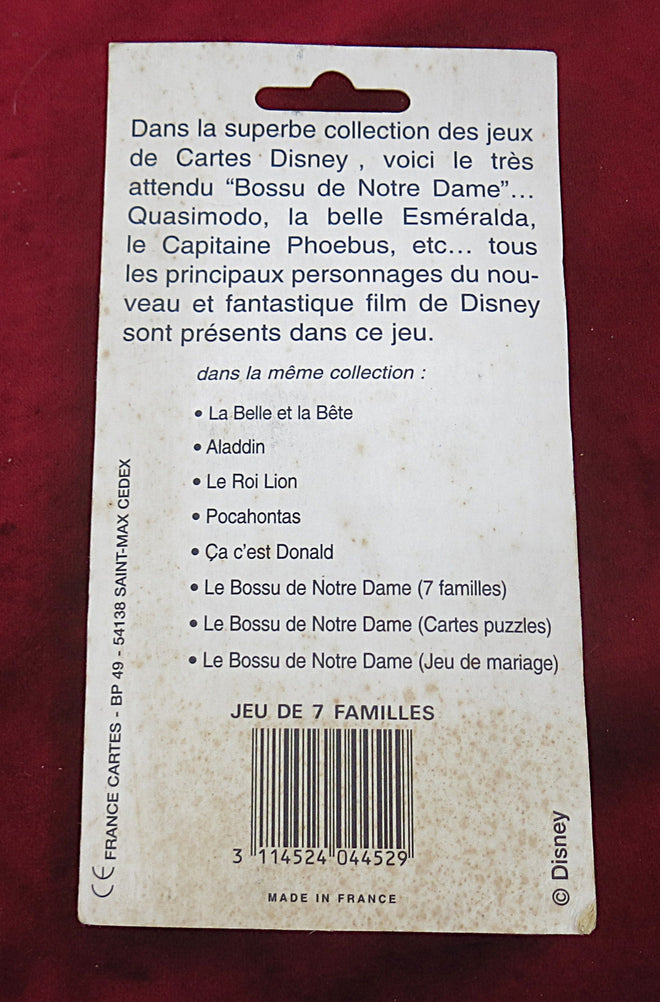 Dans la superbe collection des jeux
de Cartes Disney , voici le très
attendu “Bossu de Notre Dame”...
Quasimodo, la belle Esméralda,
le Capitaine Phoebus, etc... tous
les principaux personnages du nou-
veau et fantastique film de Disney
sont présents dans ce jeu.
dans la même collection :
• La Belle et la Bête
• Aladdin
• Le Roi Lion
• Pocahontas
• Ça c'est Donald
• Le Bossu de Notre Dame (7 familles)
• Le Bossu de Notre Dame (Cartes puzzles)
• Le Bossu de Notre Dame (Jeu de mariage)
JEU DE 7 FAMILLES
3 114524 044529
MADE IN FRANCE
CE FRANCE CARTES - BP 49 - 54138 SAINT-MAX CEDEX
© Disney